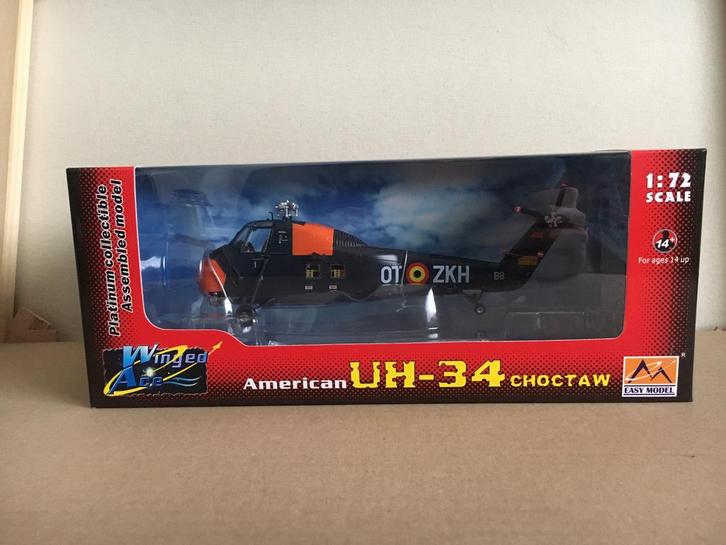 Platinum collectible
Assembled model
1:72
SCALE
14+
For ages 14 up
OT ZKH B8
Winged
Ace
American UH-34 CHOCTAW
EASY MODEL
®